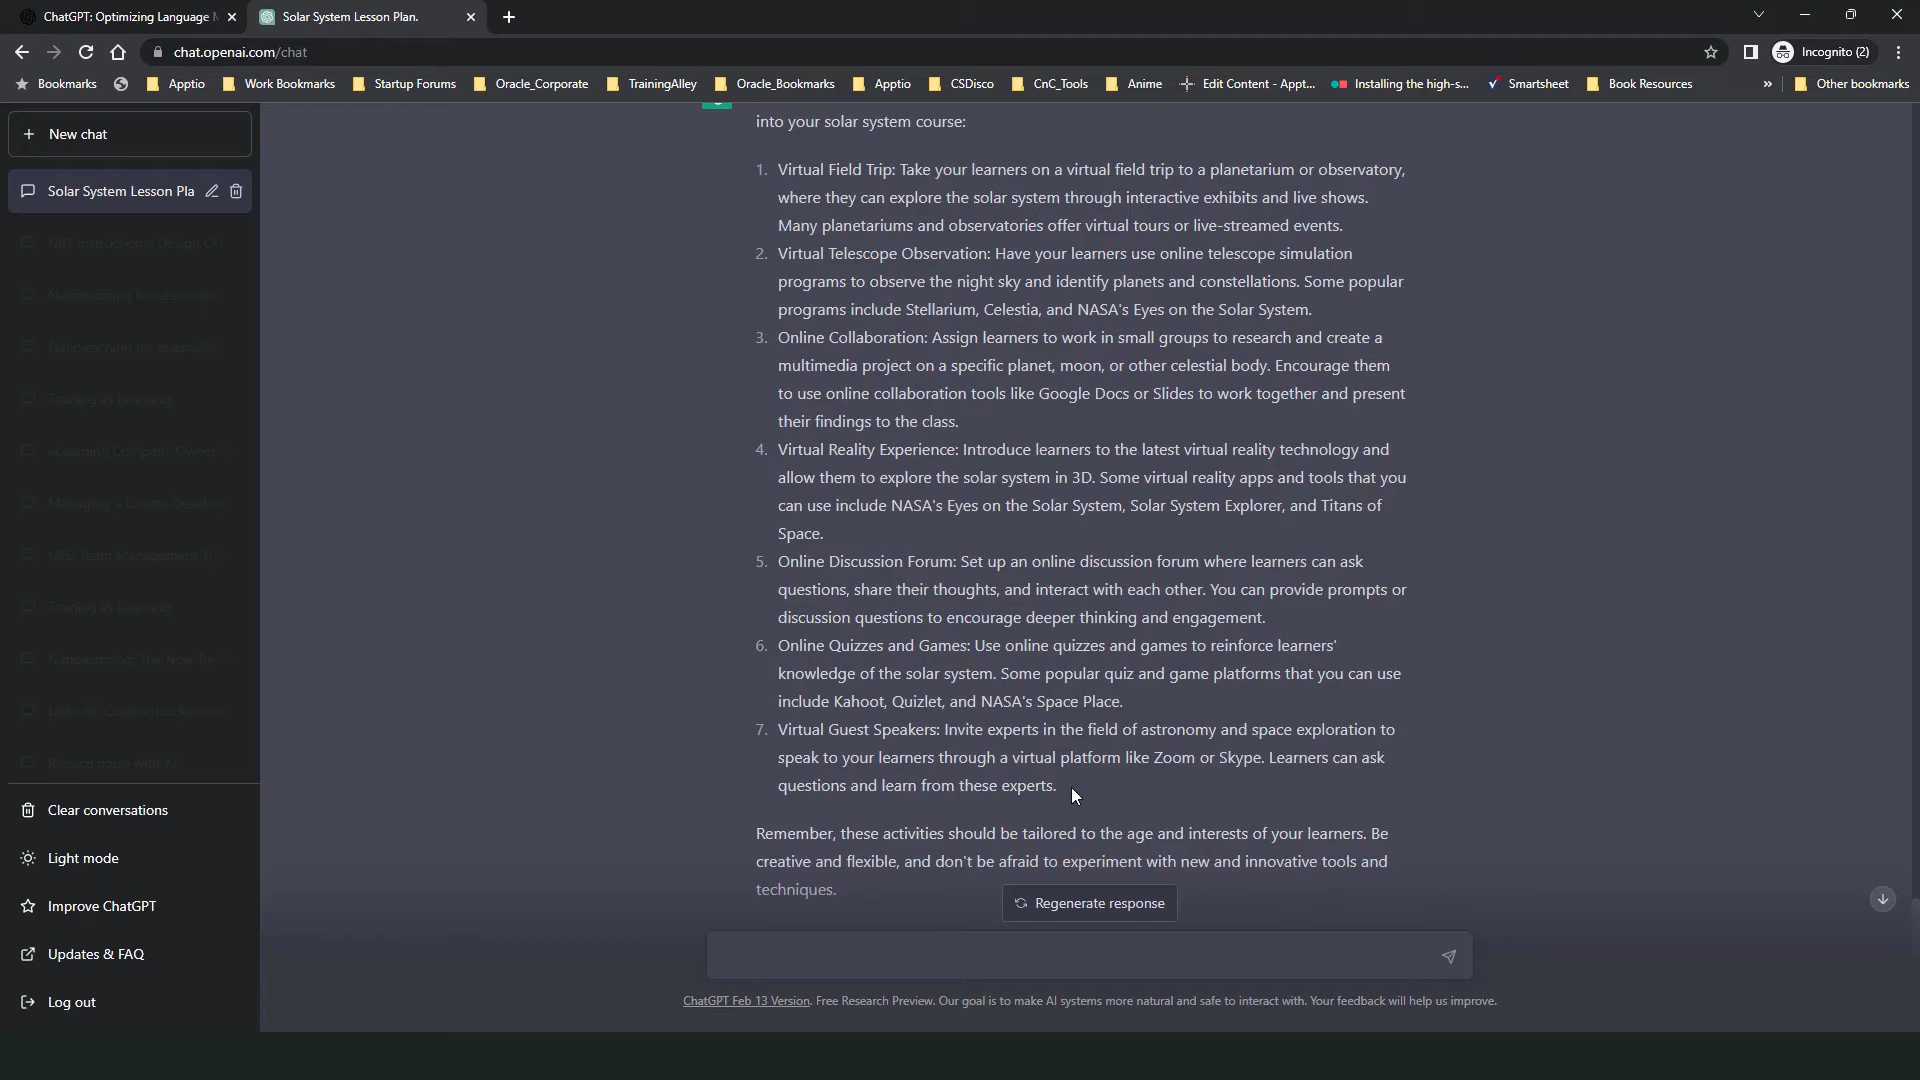 ChatGPT: Optimizing Language
Solar System Lesson Plan.
chat.openai.com/chat
Incognito (2)
Bookmarks
Apptio
Work Bookmarks
Startup Forums
Oracle_Corporate
TrainingAlley
Oracle_Bookmarks
Apptio
CSDisco
CnC_Tools
Anime
Edit Content - Appt...
Installing the high-s...
Smartsheet
Book Resources
»
Other bookmarks
+ New chat
Solar System Lesson Pla
Training vs Learning
eLearning Company Owner
Training vs Learning
Reduce noise with AI
Clear conversations
Light mode
Improve ChatGPT
Updates & FAQ
Log out
into your solar system course:
1. Virtual Field Trip: Take your learners on a virtual field trip to a planetarium or observatory,
where they can explore the solar system through interactive exhibits and live shows.
Many planetariums and observatories offer virtual tours or live-streamed events.
2. Virtual Telescope Observation: Have your learners use online telescope simulation
programs to observe the night sky and identify planets and constellations. Some popular
programs include Stellarium, Celestia, and NASA's Eyes on the Solar System.
3. Online Collaboration: Assign learners to work in small groups to research and create a
multimedia project on a specific planet, moon, or other celestial body. Encourage them
to use online collaboration tools like Google Docs or Slides to work together and present
their findings to the class.
4. Virtual Reality Experience: Introduce learners to the latest virtual reality technology and
allow them to explore the solar system in 3D. Some virtual reality apps and tools that you
can use include NASA's Eyes on the Solar System, Solar System Explorer, and Titans of
Space.
5. Online Discussion Forum: Set up an online discussion forum where learners can ask
questions, share their thoughts, and interact with each other. You can provide prompts or
discussion questions to encourage deeper thinking and engagement.
6. Online Quizzes and Games: Use online quizzes and games to reinforce learners'
knowledge of the solar system. Some popular quiz and game platforms that you can use
include Kahoot, Quizlet, and NASA's Space Place.
7. Virtual Guest Speakers: Invite experts in the field of astronomy and space exploration to
speak to your learners through a virtual platform like Zoom or Skype. Learners can ask
questions and learn from these experts.
Remember, these activities should be tailored to the age and interests of your learners. Be
creative and flexible, and don't be afraid to experiment with new and innovative tools and
techniques.
Regenerate response
ChatGPT Feb 13 Version. Free Research Preview. Our goal is to make AI systems more natural and safe to interact with. Your feedback will help us improve.